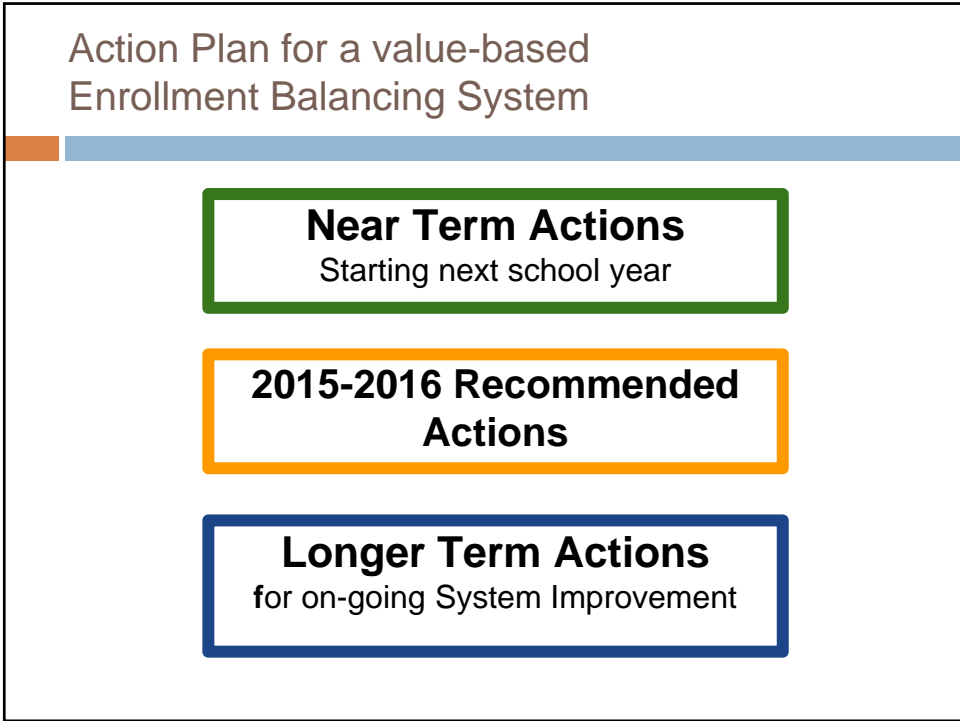 Action Plan for a value-based
Enrollment Balancing System
Near Term Actions
Starting next school year
2015-2016 Recommended
Actions
Longer Term Actions
for on-going System Improvement